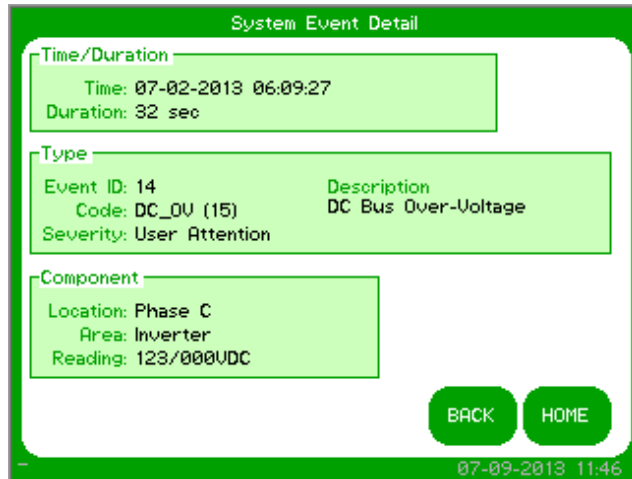 System Event Detail
Time/Duration
Time: 07-02-2013 06:09:27
Duration: 32 sec
Type
Event ID: 14
Description
Code: DC_OV (15)
DC Bus Over-Voltage
Severity: User Attention
Component
Location: Phase C
Area: Inverter
Reading: 123/000VDC
BACK HOME
07-09-2013 11:46